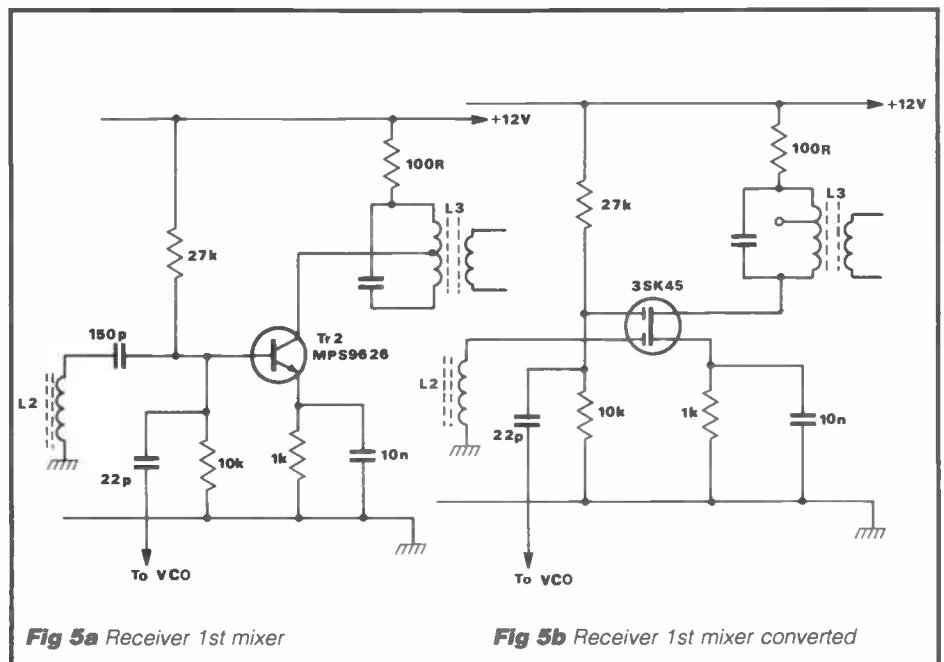 +12V
100R
L3
27k
150p
Tr2
MPS9626
L2
22p
10k
1k
10n
To VCO
Fig 5a Receiver 1st mixer
+12V
100R
L3
27k
3SK45
L2
22p
10k
1k
10n
To VCO
Fig 5b Receiver 1st mixer converted